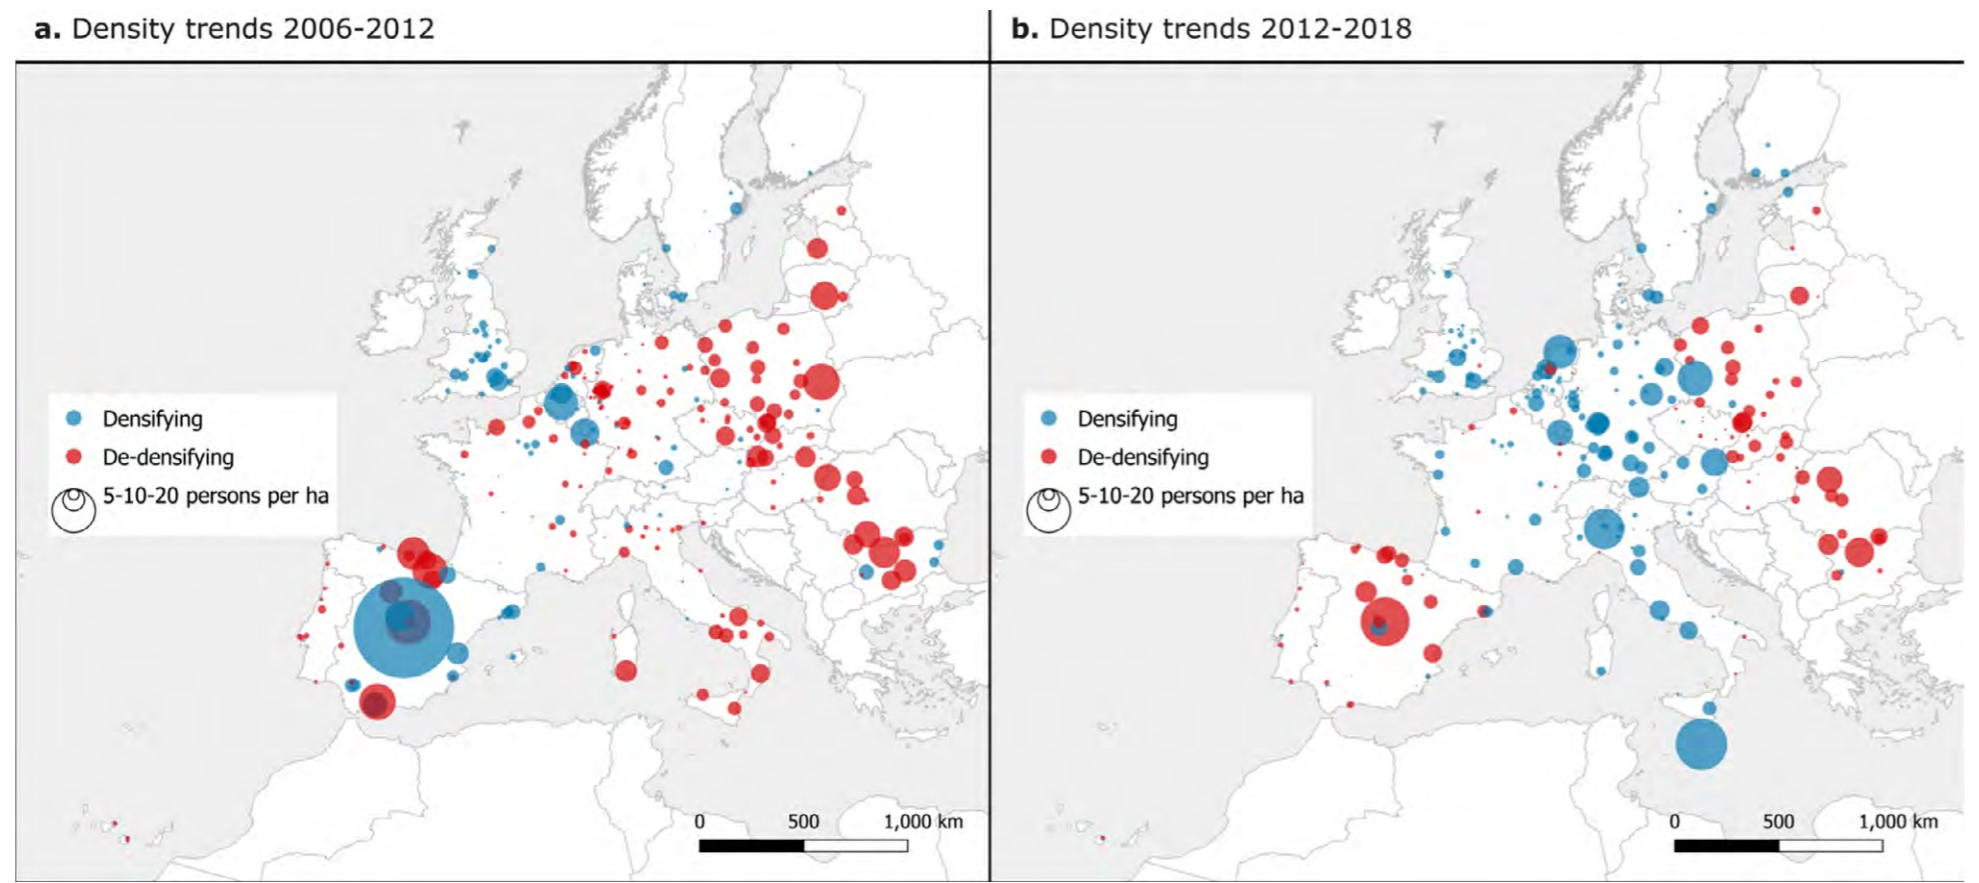 a. Density trends 2006-2012
Densifying
De-densifying
5-10-20 persons per ha
0 500 1,000 km
b. Density trends 2012-2018
Densifying
De-densifying
5-10-20 persons per ha
0 500 1,000 km